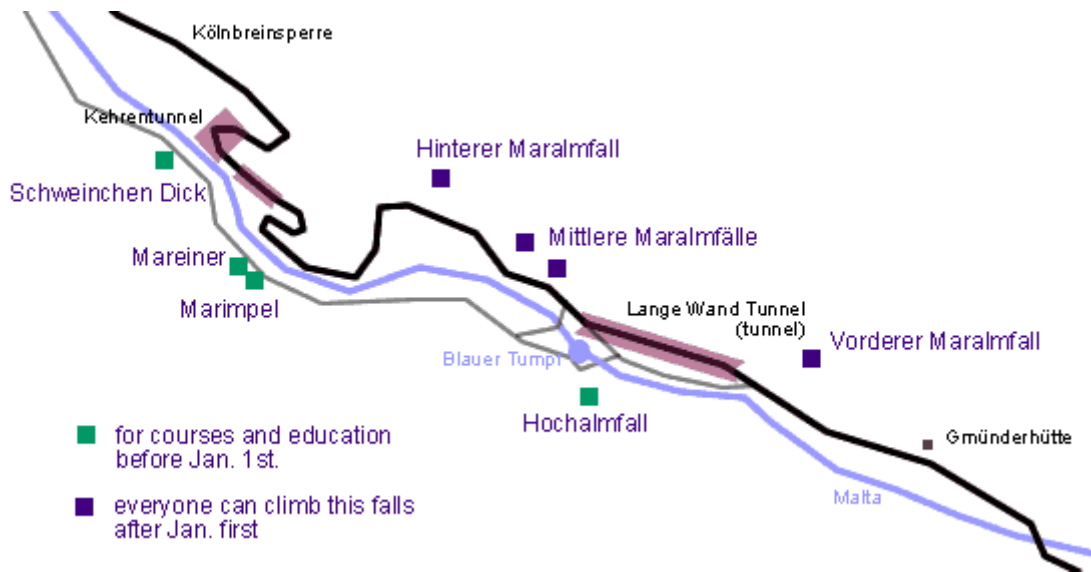 Kölnbreinsperre
Kehrentunnel
Hinterer Maralmfall
Schweinchen Dick
Mittlere Maralmfälle
Mareiner
Marimpel
Lange Wand Tunnel
(tunnel)
Vorderer Maralmfall
Blauer Tumpf
Hochalmfall
Gmünderhütte
Malta
for courses and education
before Jan. 1st.
everyone can climb this falls
after Jan. first